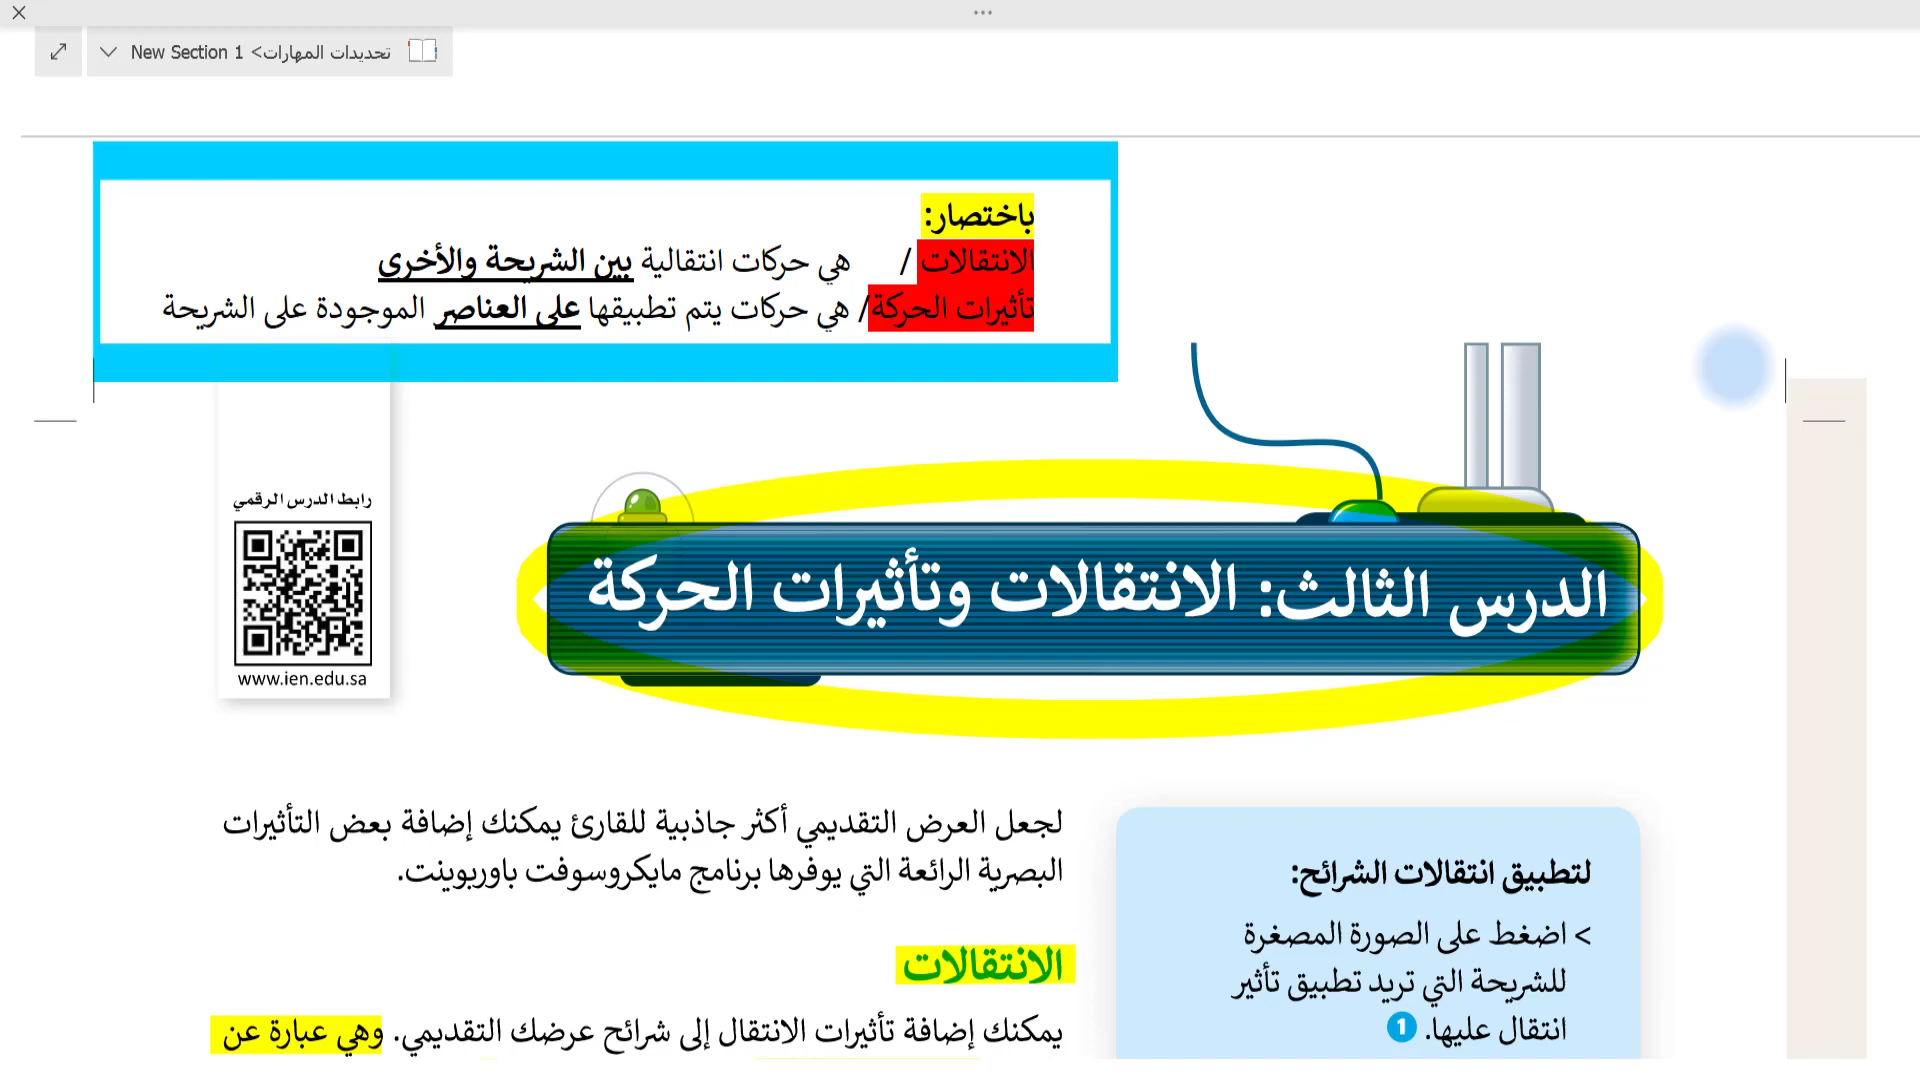 New Section 1 <تحديدات المهارات
باختصار:
الانتقالات / هي حركات انتقالية بين الشريحة والأخرى
تأثيرات الحركة/ هي حركات يتم تطبيقها على العناصر الموجودة على الشريحة
رابط الدرس الرقمي
www.ien.edu.sa
الدرس الثالث: الانتقالات وتأثيرات الحركة
لتطبيق انتقالات الشرائح:
> اضغط على الصورة المصغرة
للشريحة التي تريد تطبيق تأثير
انتقال عليها. 1
لجعل العرض التقديمي أكثر جاذبية للقارئ يمكنك إضافة بعض التأثيرات
البصرية الرائعة التي يوفرها برنامج مايكروسوفت باوربوينت.
الانتقالات
يمكنك إضافة تأثيرات الانتقال إلى شرائح عرضك التقديمي. وهي عبارة عن